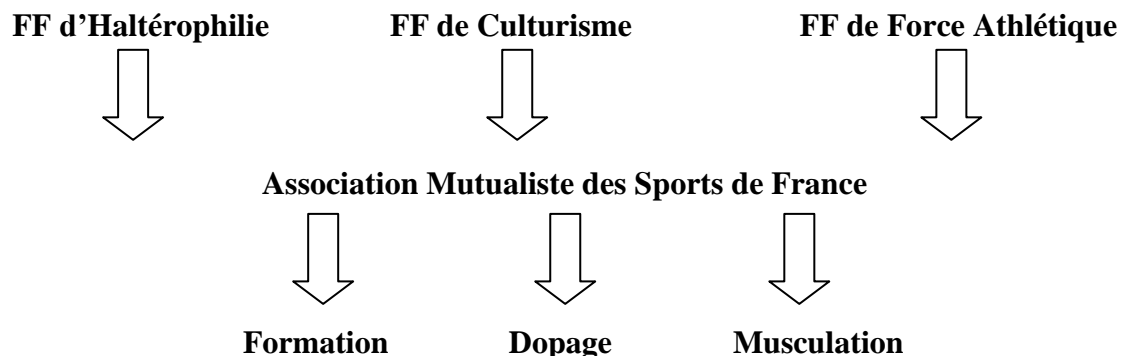 FF d’Haltérophilie FF de Culturisme FF de Force Athlétique
Association Mutualiste des Sports de France
Formation Dopage Musculation